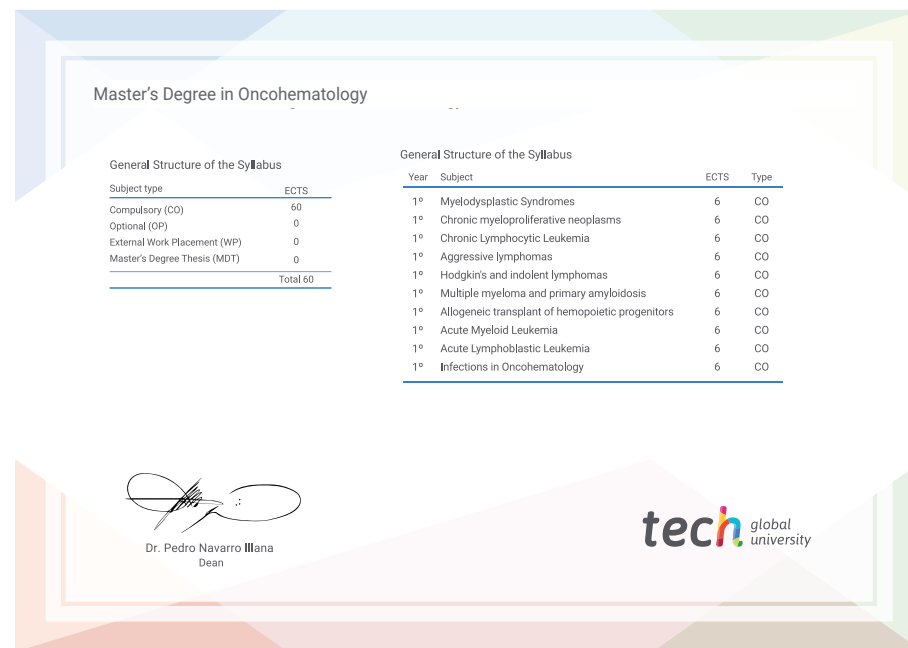 Master's Degree in Oncohematology
General Structure of the Syllabus
Subject type ECTS
Compulsory (CO) 60
Optional (OP) 0
External Work Placement (WP) 0
Master's Degree Thesis (MDT) 0
Total 60
General Structure of the Syllabus
Year Subject ECTS Type
1º Myelodysplastic Syndromes 6 CO
1º Chronic myeloproliferative neoplasms 6 CO
1º Chronic Lymphocytic Leukemia 6 CO
1º Aggressive lymphomas 6 CO
1º Hodgkin's and indolent lymphomas 6 CO
1º Multiple myeloma and primary amyloidosis 6 CO
1º Allogeneic transplant of hemopoietic progenitors 6 CO
1º Acute Myeloid Leukemia 6 CO
1º Acute Lymphoblastic Leukemia 6 CO
1º Infections in Oncohematology 6 CO
Dr. Pedro Navarro Illana
Dean
tech global university